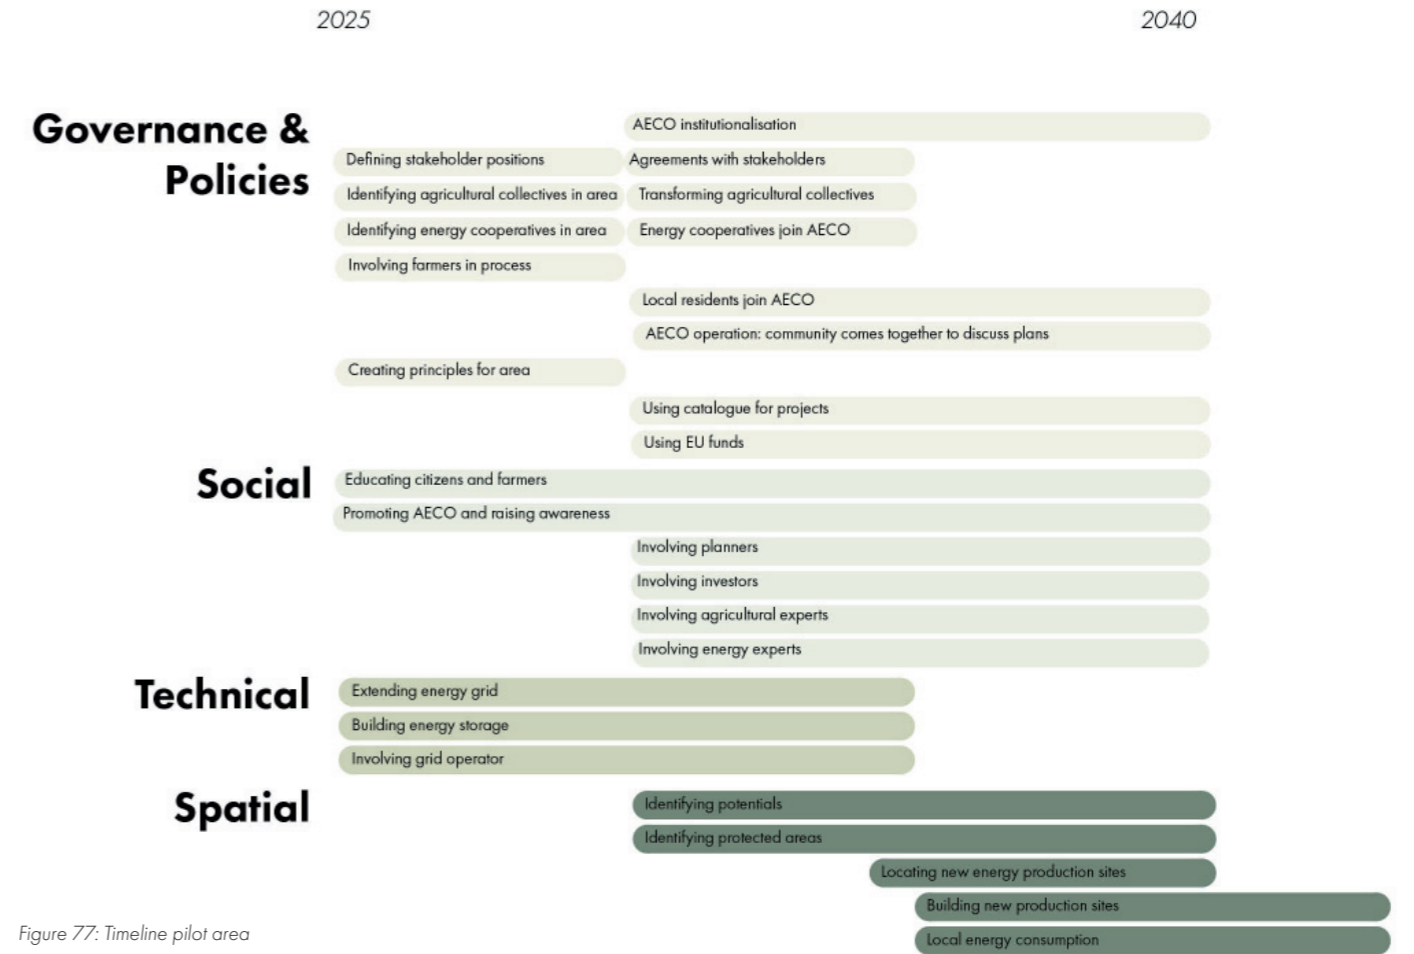 2025 2040
Governance &
Policies
AECO institutionalisation
Defining stakeholder positions Agreements with stakeholders
Identifying agricultural collectives in area Transforming agricultural collectives
Identifying energy cooperatives in area Energy cooperatives join AECO
Involving farmers in process
Local residents join AECO
AECO operation: community comes together to discuss plans
Creating principles for area
Using catalogue for projects
Using EU funds
Social
Educating citizens and farmers
Promoting AECO and raising awareness
Involving planners
Involving investors
Involving agricultural experts
Involving energy experts
Technical
Extending energy grid
Building energy storage
Involving grid operator
Spatial
Identifying potentials
Identifying protected areas
Locating new energy production sites
Building new production sites
Local energy consumption
Figure 77: Timeline pilot area